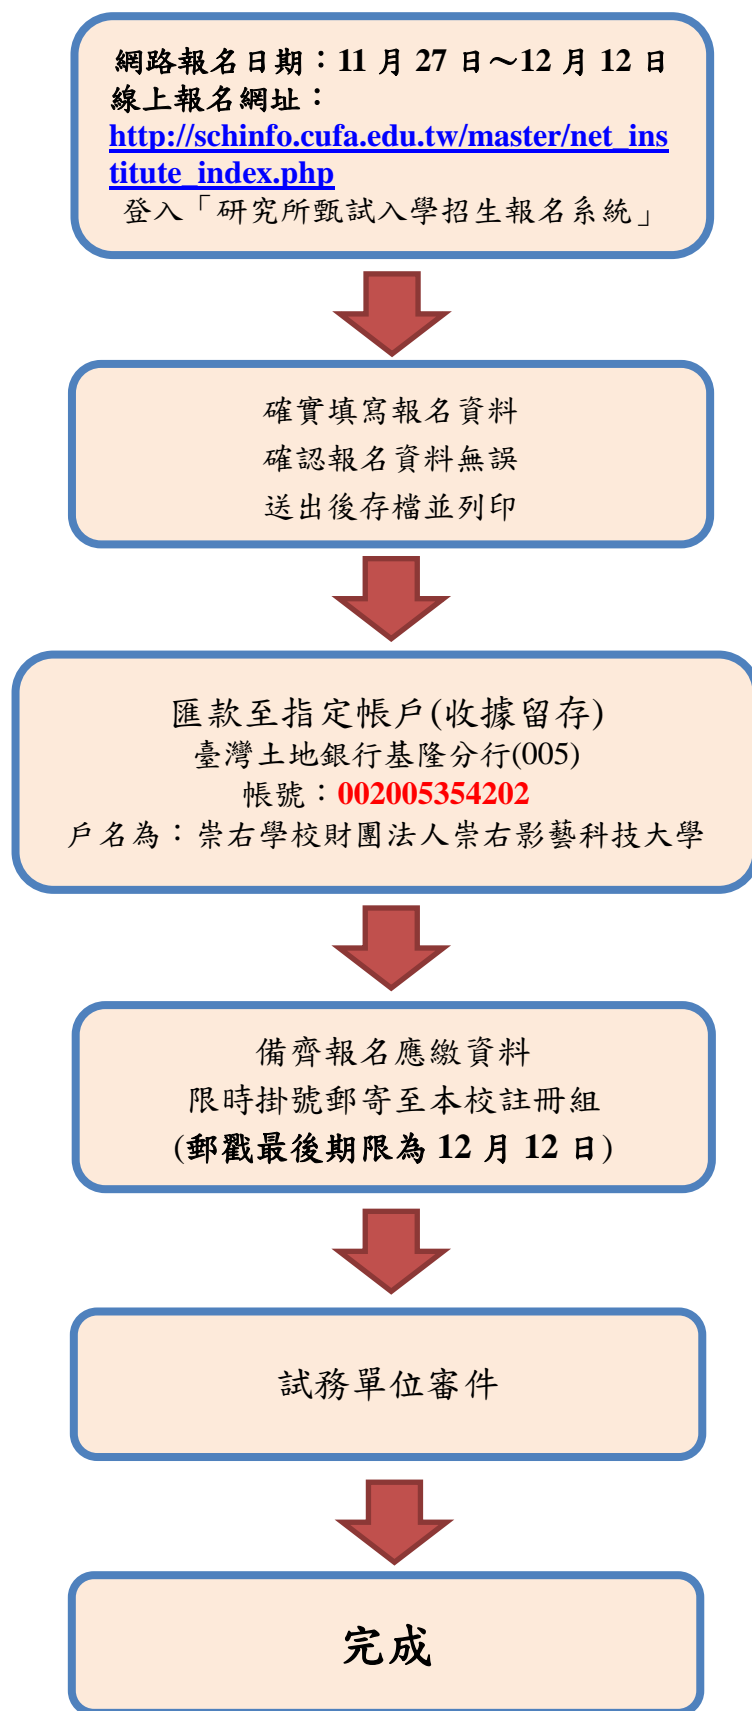 網路報名日期：11 月 27 日～12 月 12 日
線上報名網址：
http://schinfo.cufa.edu.tw/master/net_ins
titute_index.php
登入「研究所甄試入學招生報名系統」
確實填寫報名資料
確認報名資料無誤
送出後存檔並列印
匯款至指定帳戶(收據留存)
臺灣土地銀行基隆分行(005)
帳號：002005354202
戶名為：崇右學校財團法人崇右影藝科技大學
備齊報名應繳資料
限時掛號郵寄至本校註冊組
(郵戳最後期限為 12 月 12 日)
試務單位審件
完成